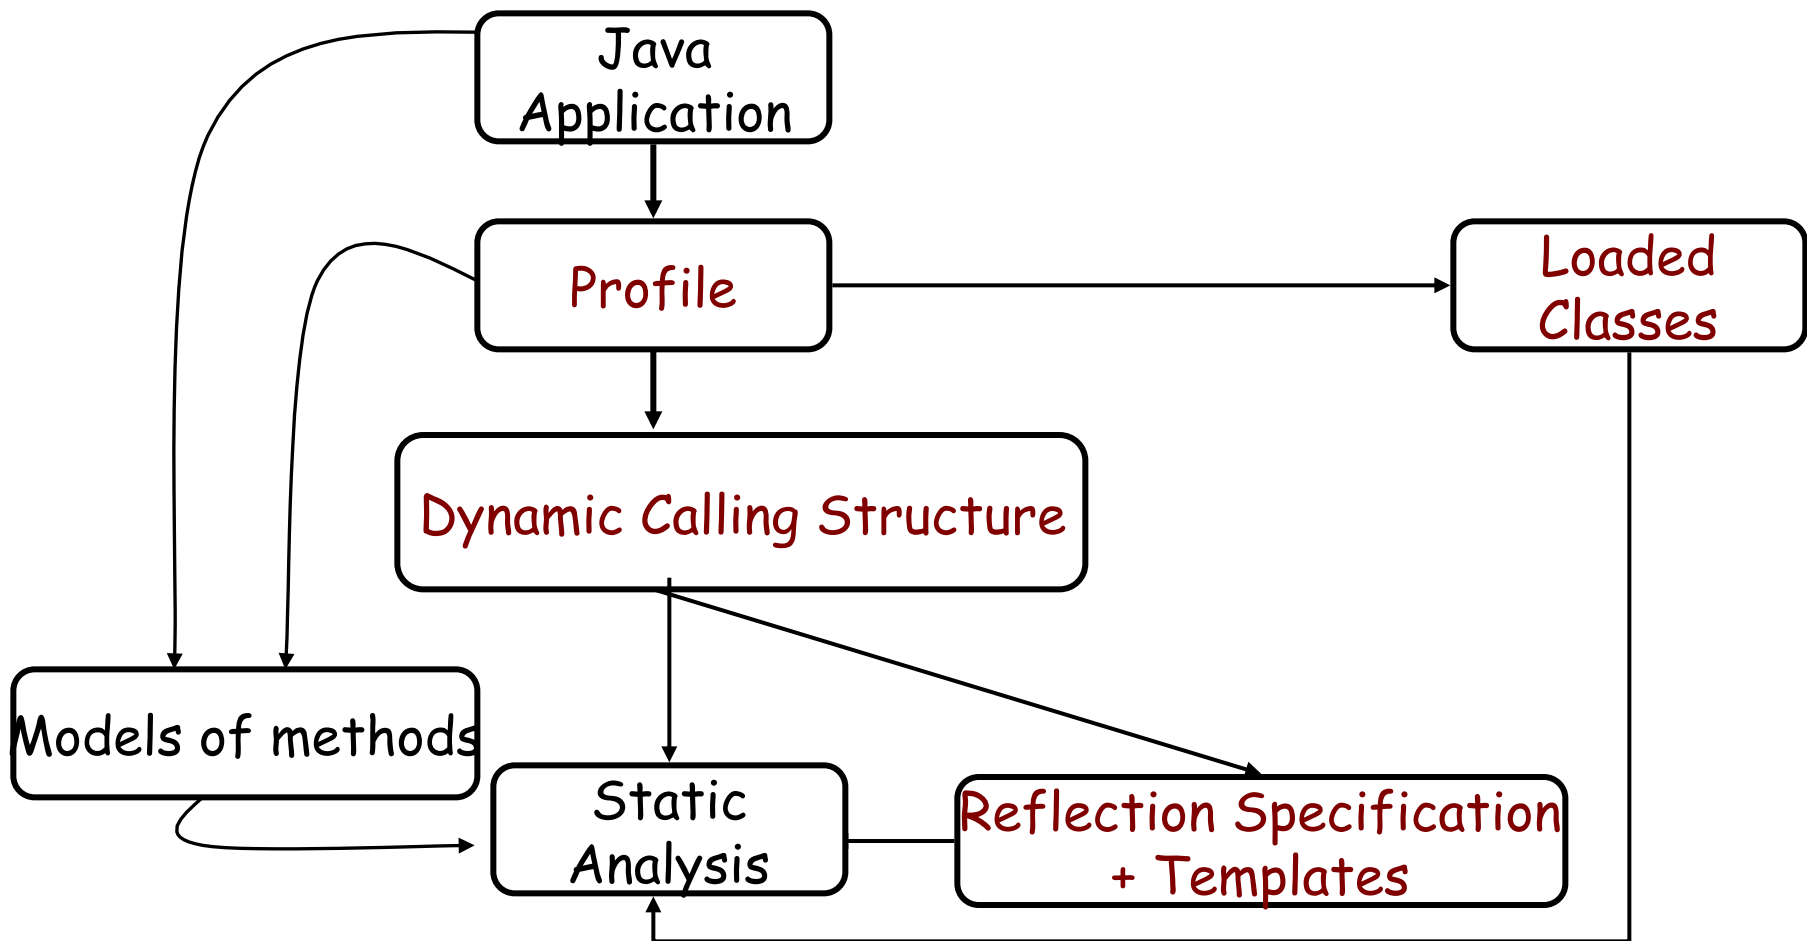 Java
Application
Profile
Loaded
Classes
Dynamic Calling Structure
Models of methods
Static
Analysis
Reflection Specification
+ Templates